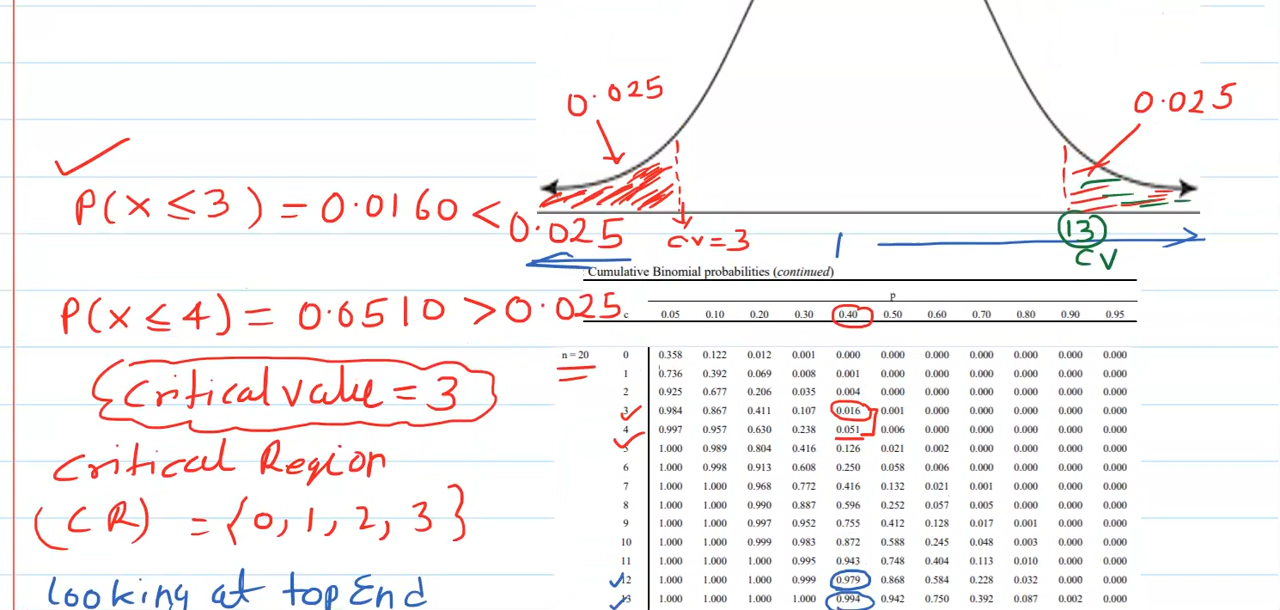 0.025
0.025
P(X ≤ 3) = 0.0160 < 0.025
CV = 3
13
CV
Cumulative Binomial probabilities (continued)
P(X ≤ 4) = 0.0510 > 0.025
p
c 0.05 0.10 0.20 0.30 0.40 0.50 0.60 0.70 0.80 0.90 0.95
n = 20 0 0.358 0.122 0.012 0.001 0.000 0.000 0.000 0.000 0.000 0.000 0.000
1 0.736 0.392 0.069 0.008 0.001 0.000 0.000 0.000 0.000 0.000 0.000
2 0.925 0.677 0.206 0.035 0.004 0.000 0.000 0.000 0.000 0.000 0.000
3 0.984 0.867 0.411 0.107 0.016 0.001 0.000 0.000 0.000 0.000 0.000
4 0.997 0.957 0.630 0.238 0.051 0.006 0.000 0.000 0.000 0.000 0.000
5 1.000 0.989 0.804 0.416 0.126 0.021 0.002 0.000 0.000 0.000 0.000
6 1.000 0.998 0.913 0.608 0.250 0.058 0.006 0.000 0.000 0.000 0.000
7 1.000 1.000 0.968 0.772 0.416 0.132 0.021 0.001 0.000 0.000 0.000
8 1.000 1.000 0.990 0.887 0.596 0.252 0.057 0.005 0.000 0.000 0.000
9 1.000 1.000 0.997 0.952 0.755 0.412 0.128 0.017 0.001 0.000 0.000
10 1.000 1.000 0.999 0.983 0.872 0.588 0.245 0.048 0.003 0.000 0.000
11 1.000 1.000 1.000 0.995 0.943 0.748 0.404 0.113 0.010 0.000 0.000
12 1.000 1.000 1.000 0.999 0.979 0.868 0.584 0.228 0.032 0.000 0.000
13 1.000 1.000 1.000 1.000 0.994 0.942 0.750 0.392 0.087 0.002 0.000
Critical value = 3
Critical Region
(CR) = {0, 1, 2, 3}
Looking at top End